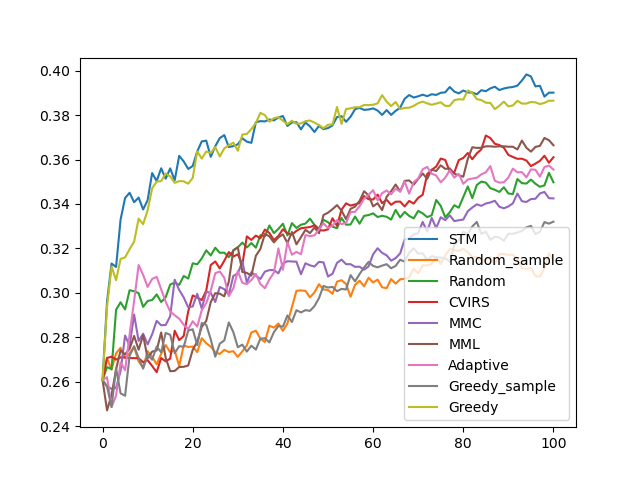 0.40
0.38
0.36
0.34
0.32
0.30
0.28
0.26
0.24
0
20
40
60
80
100
STM
Random_sample
Random
CVIRS
MMC
MML
Adaptive
Greedy_sample
Greedy